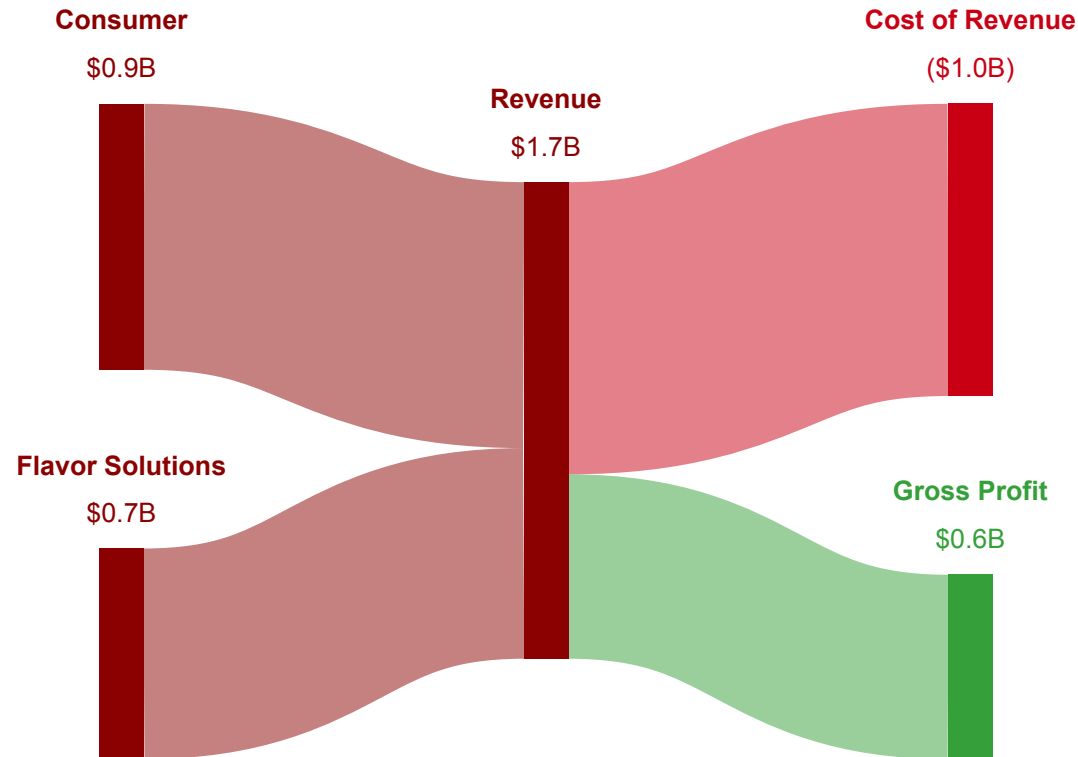 Consumer
$0.9B
Flavor Solutions
$0.7B
Revenue
$1.7B
Cost of Revenue
($1.0B)
Gross Profit
$0.6B